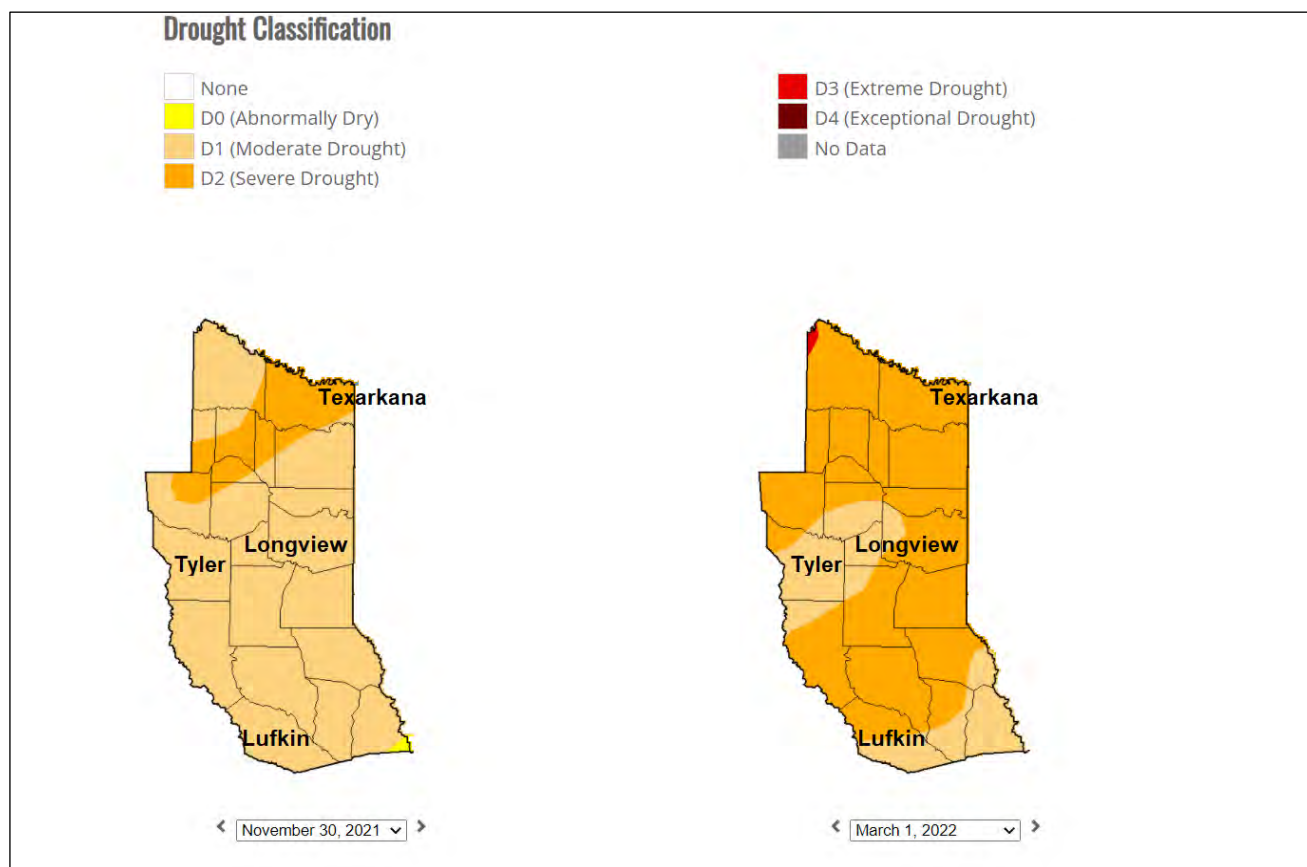 Drought Classification
None
D0 (Abnormally Dry)
D1 (Moderate Drought)
D2 (Severe Drought)
D3 (Extreme Drought)
D4 (Exceptional Drought)
No Data
Texarkana
Longview
Tyler
Lufkin
November 30, 2021
Texarkana
Longview
Tyler
Lufkin
March 1, 2022